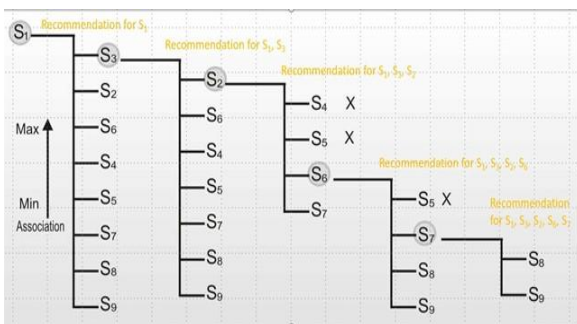 S₁
Recommendation for S₁
S₃
S₂
S₆
S₄
S₅
S₇
S₈
S₉
Max
Min
Association
Recommendation for S₁, S₃
S₂
S₆
S₄
S₅
S₇
S₈
S₉
Recommendation for S₁, S₃, S₂
S₄ X
S₅ X
S₆
S₇
Recommendation for S₁, S₃, S₂, S₆
S₅ X
S₇
S₈
S₉
Recommendation
for S₁, S₃, S₂, S₆, S₇
S₈
S₉